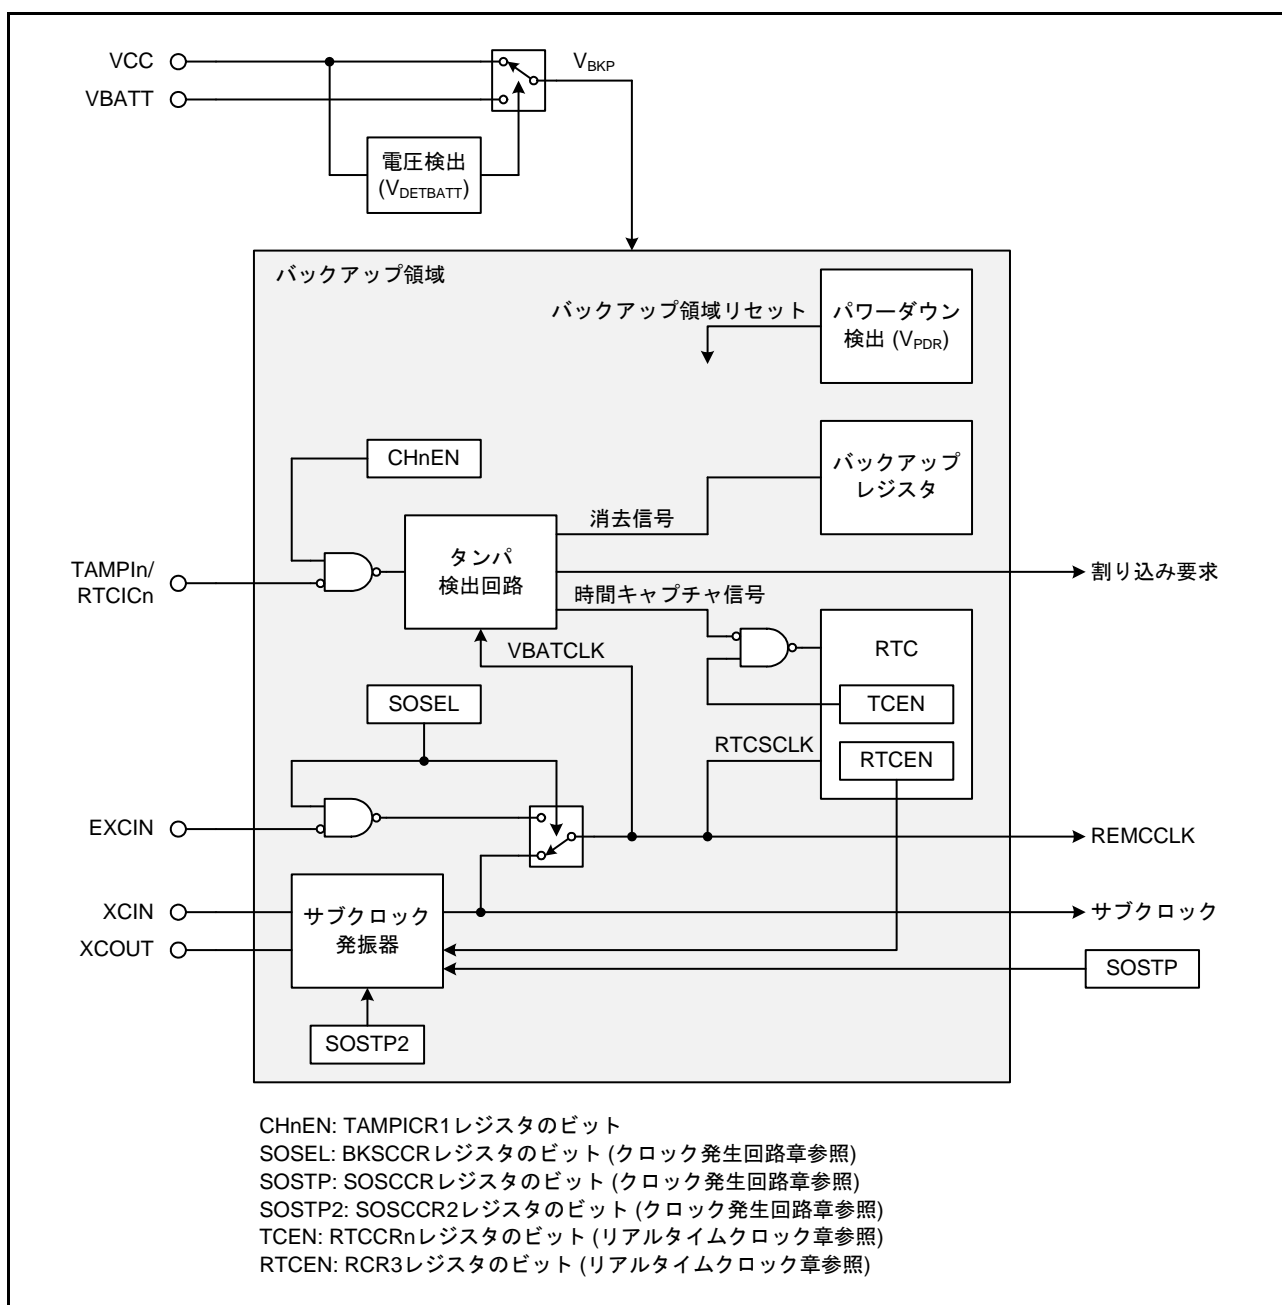 VCC
VBATT
VBKP
電圧検出
(VDETBATT)
バックアップ領域
バックアップ領域リセット
パワーダウン
検出 (VPDR)
CHnEN
バックアップ
レジスタ
消去信号
TAMPIn/
RTCICn
タンパ
検出回路
割り込み要求
時間キャプチャ信号
VBATCLK
RTC
SOSEL
TCEN
RTCSCLK
RTCEN
EXCIN
REMCCLK
XCIN
XCOUT
サブクロック
発振器
サブクロック
SOSTP
SOSTP2
CHnEN: TAMPICR1レジスタのビット
SOSEL: BKSCCRレジスタのビット (クロック発生回路章参照)
SOSTP: SOSCCRレジスタのビット (クロック発生回路章参照)
SOSTP2: SOSCCR2レジスタのビット (クロック発生回路章参照)
TCEN: RTCCRnレジスタのビット (リアルタイムクロック章参照)
RTCEN: RCR3レジスタのビット (リアルタイムクロック章参照)